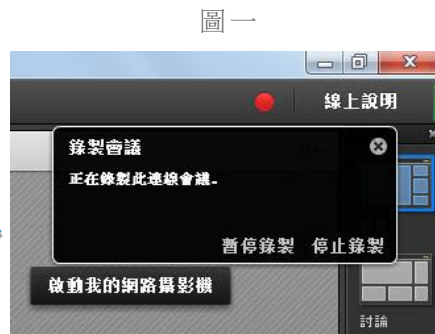 圖一
線上說明
錄製會議
正在錄製此連線會議。
暫停錄製 停止錄製
啟動我的網路攝影機
討論